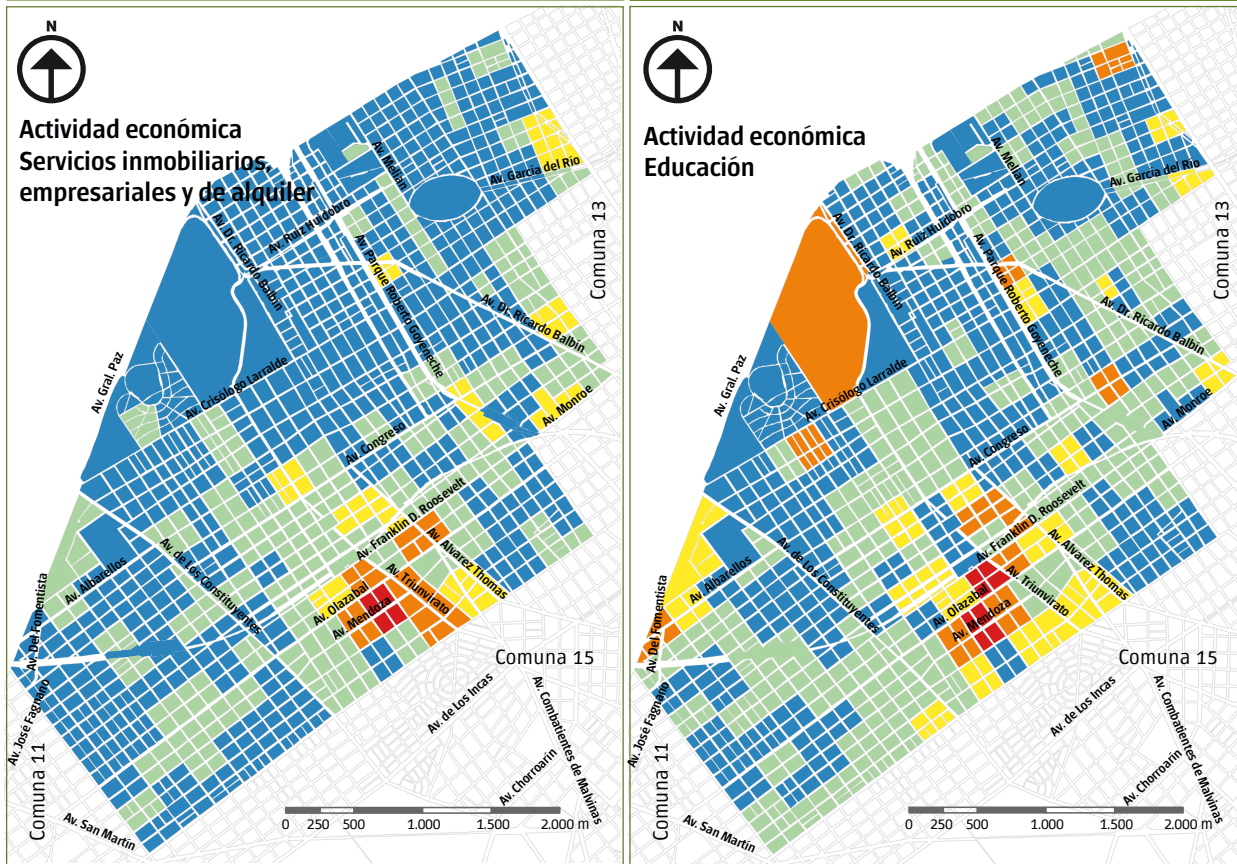 N
Actividad económica
Servicios inmobiliarios,
empresariales y de alquiler
Av. Melian
Av. García del Río
Av. Ruiz Huidobro
Av. Dr. Ricardo Balbín
Av. Parque Roberto Goyeneche
Av. Dr. Ricardo Balbín
Comuna 13
Av. Gral. Paz
Av. Crisólogo Larralde
Av. Monroe
Av. Congreso
Av. Franklin D. Roosevelt
Av. Alvarez Thomas
Av. de Los Constituyentes
Av. Albarellos
Av. Triunvirato
Av. Olazabal
Av. Mendoza
Av. Del Fomentista
Comuna 15
Av. José Fagnano
Av. de Los Incas
Av. Combatientes de Malvinas
Comuna 11
Av. Chorroarín
Av. San Martín
0 250 500 1.000 1.500 2.000 m
N
Actividad económica
Educación
Av. Melian
Av. García del Río
Av. Ruiz Huidobro
Av. Dr. Ricardo Balbín
Av. Parque Roberto Goyeneche
Av. Dr. Ricardo Balbín
Comuna 13
Av. Gral. Paz
Av. Crisólogo Larralde
Av. Monroe
Av. Congreso
Av. Franklin D. Roosevelt
Av. Alvarez Thomas
Av. de Los Constituyentes
Av. Albarellos
Av. Triunvirato
Av. Olazabal
Av. Mendoza
Av. Del Fomentista
Comuna 15
Av. José Fagnano
Av. de Los Incas
Av. Combatientes de Malvinas
Comuna 11
Av. Chorroarín
Av. San Martín
0 250 500 1.000 1.500 2.000 m